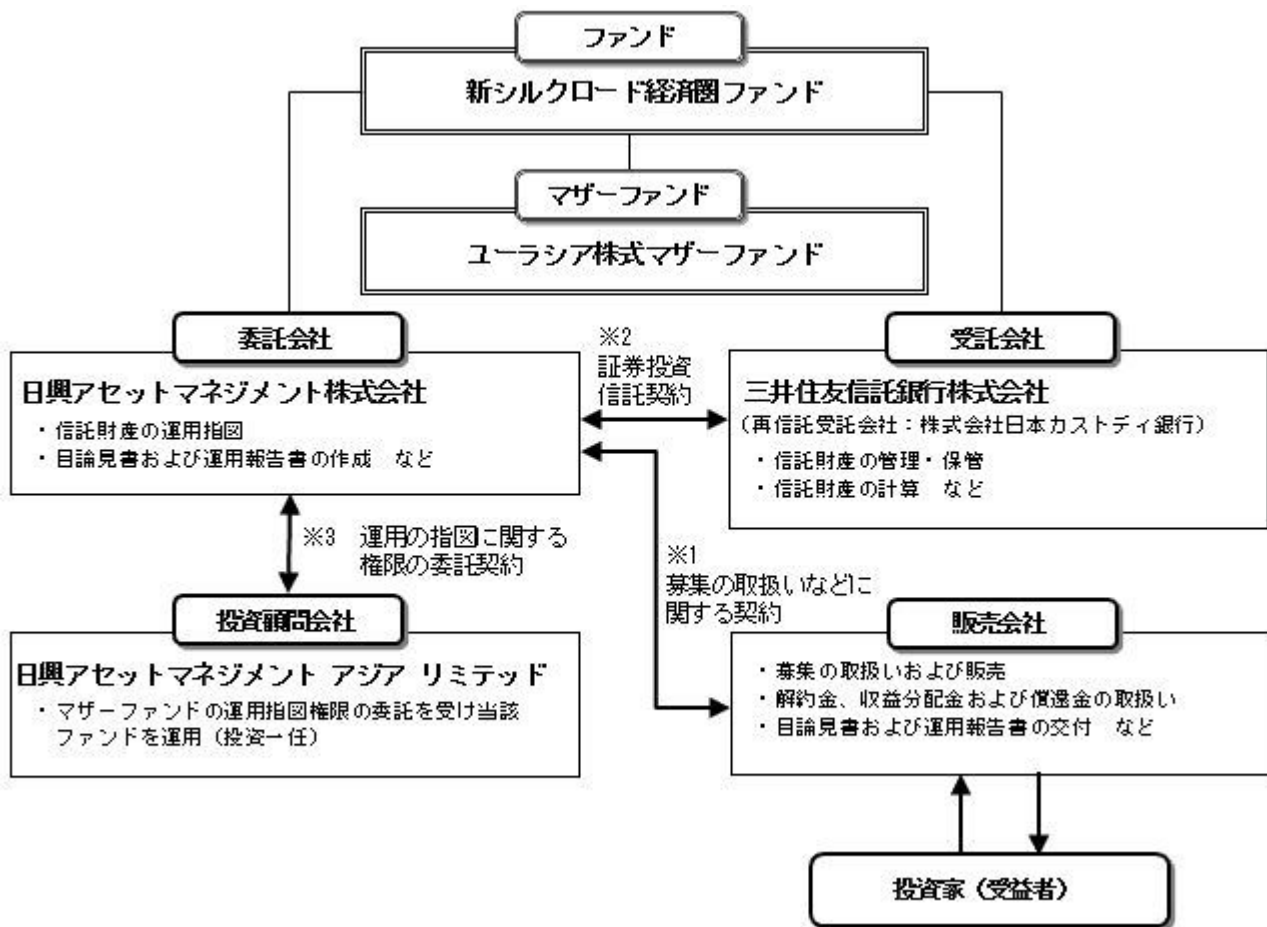 ファンド
新シルクロード経済圏ファンド
マザーファンド
ユーラシア株式マザーファンド
委託会社
日興アセットマネジメント株式会社
・信託財産の運用指図
・目論見書および運用報告書の作成 など
※2
証券投資
信託契約
受託会社
三井住友信託銀行株式会社
(再信託受託会社：株式会社日本カストディ銀行)
・信託財産の管理・保管
・信託財産の計算 など
※3 運用の指図に関する
権限の委託契約
※1
募集の取扱いなどに
関する契約
投資顧問会社
日興アセットマネジメント アジア リミテッド
・マザーファンドの運用指図権限の委託を受け当該
ファンドを運用（投資一任）
販売会社
・募集の取扱いおよび販売
・解約金、収益分配金および償還金の取扱い
・目論見書および運用報告書の交付 など
投資家（受益者）